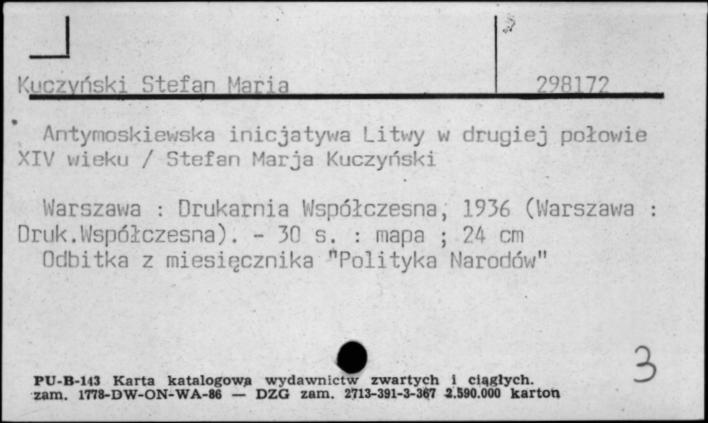 Kuczyński Stefan Maria 298172
Antymoskiewska inicjatywa Litwy w drugiej połowie
XIV wieku / Stefan Marja Kuczyński
Warszawa : Drukarnia Współczesna, 1936 (Warszawa :
Druk.Współczesna). - 30 s. : mapa ; 24 cm
Odbitka z miesięcznika "Polityka Narodów"
3
PU-B-143 Karta katalogowa wydawnictw zwartych i ciągłych.
zam. 1778-DW-ON-WA-86 — DZG zam. 2713-391-3-367 2.590.000 karton